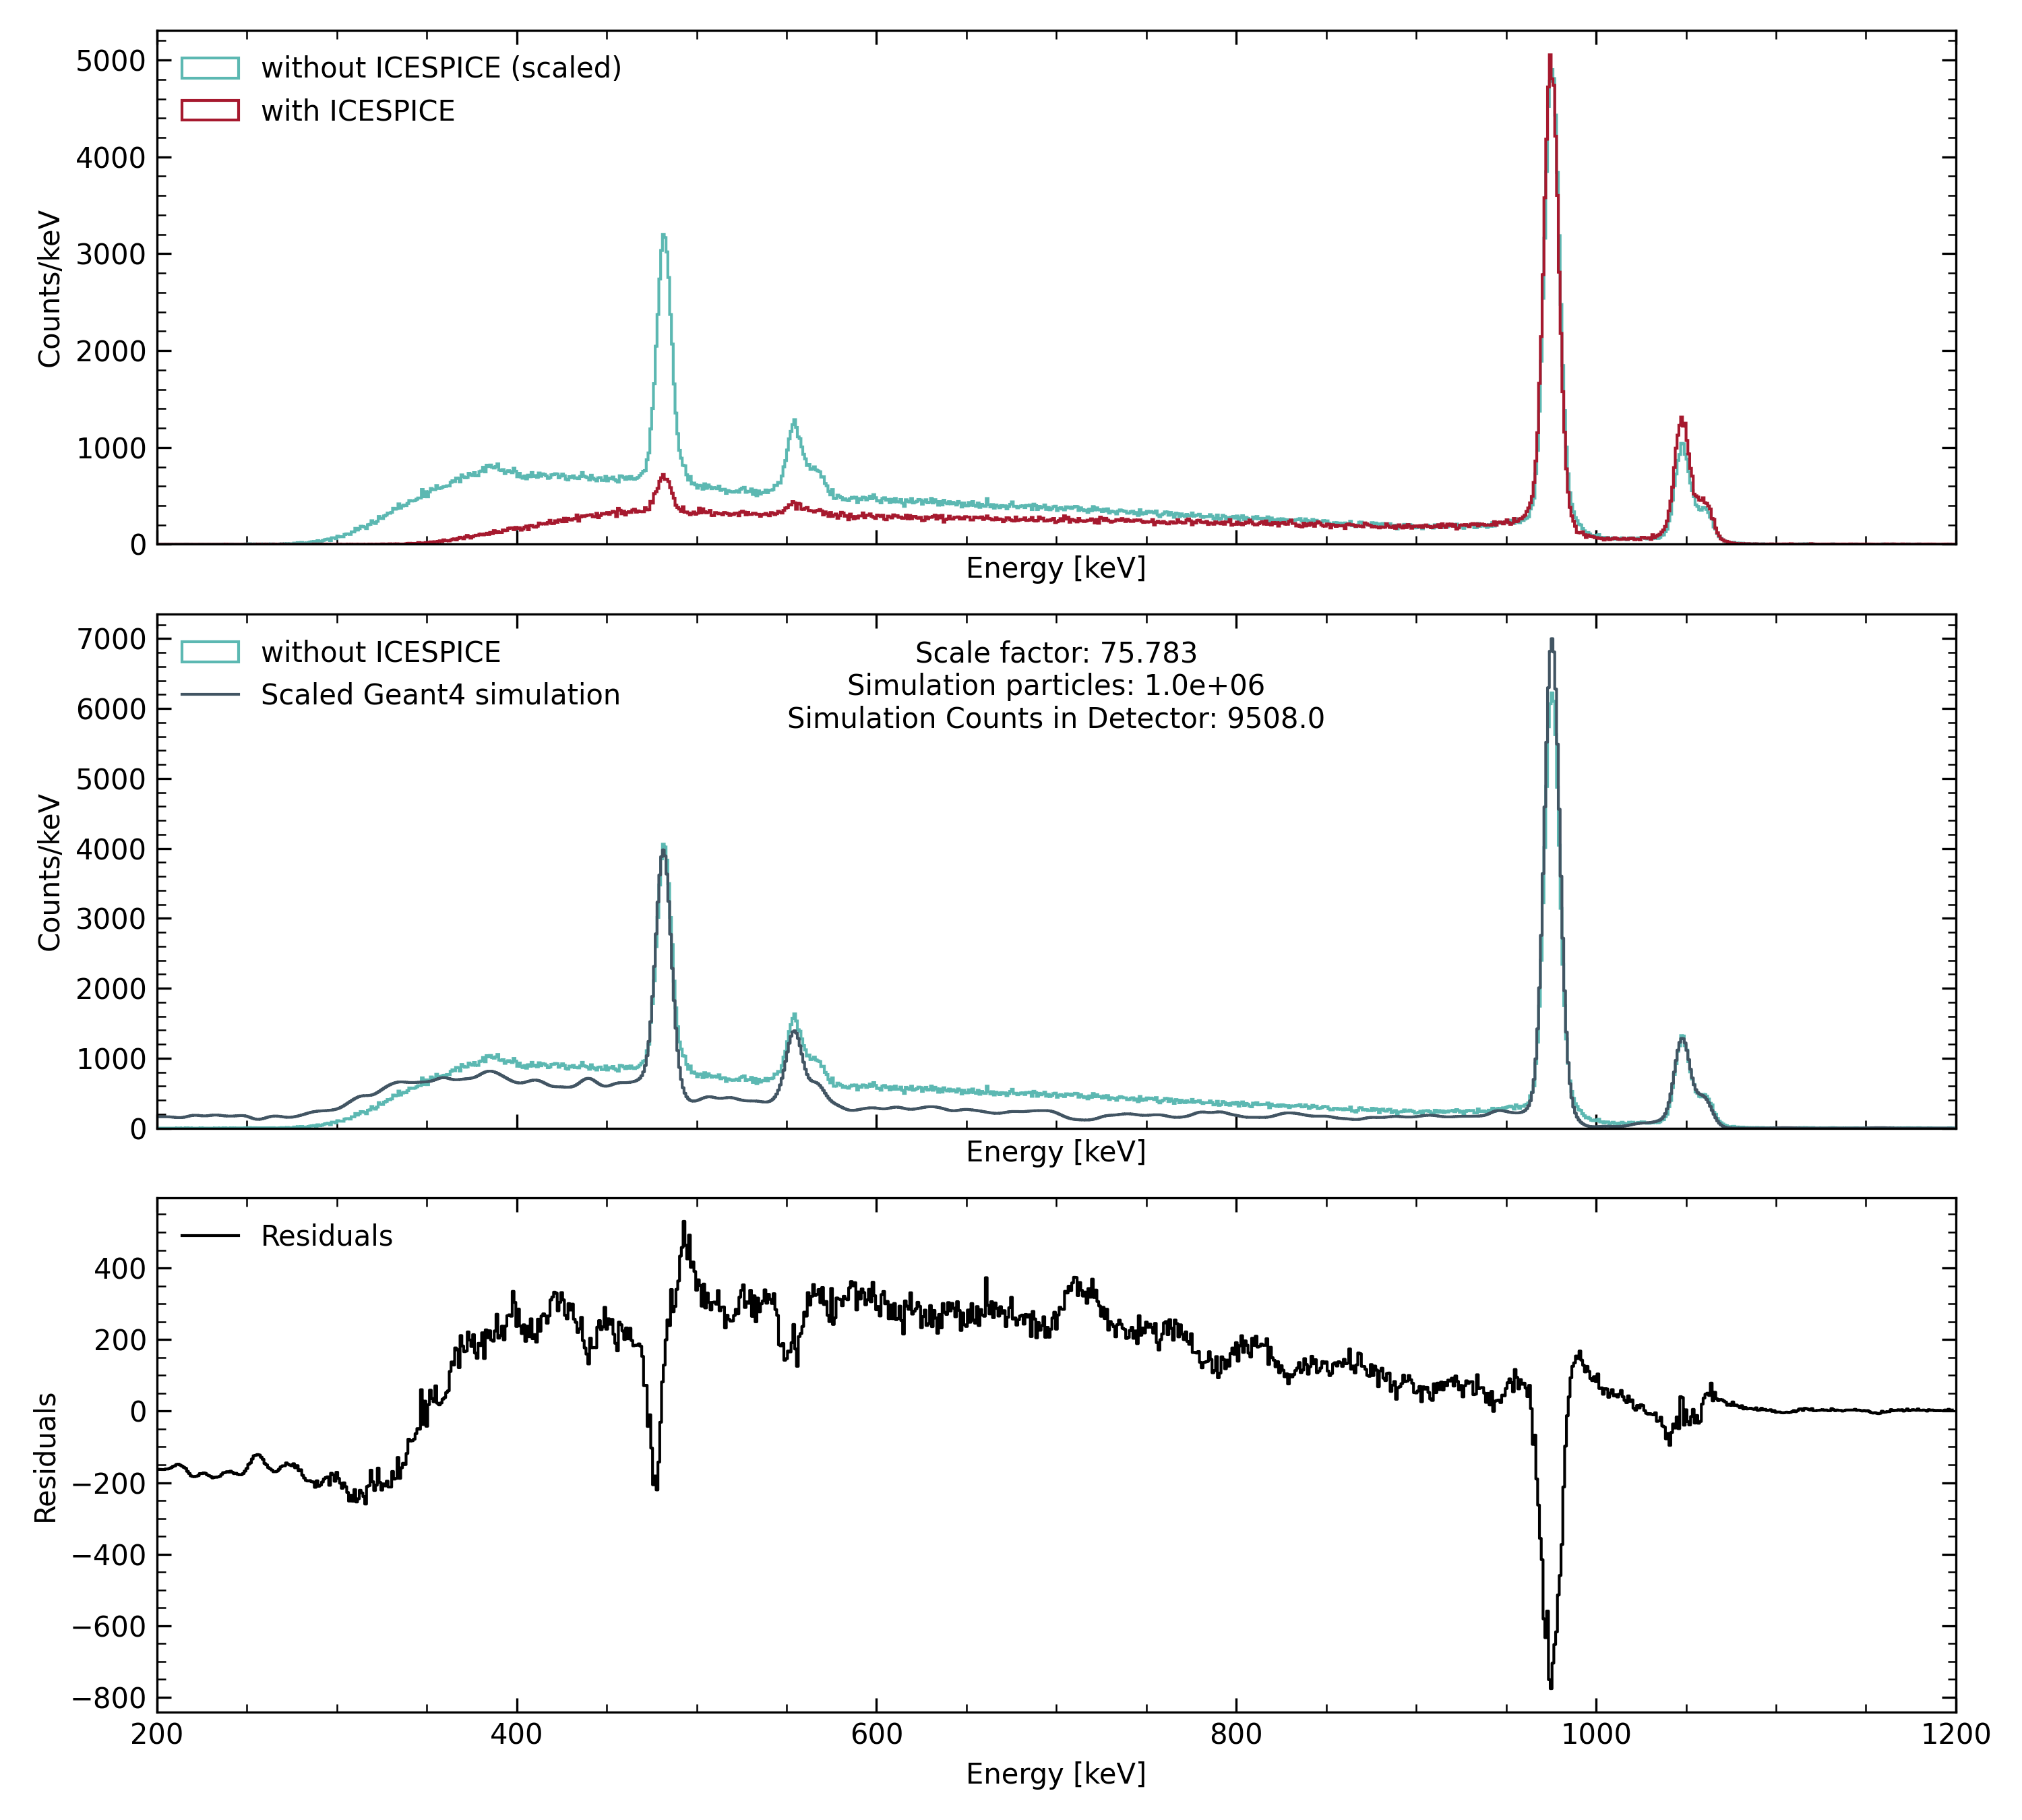 5000
4000
3000
2000
1000
0
Counts/keV
without ICESPICE (scaled)
with ICESPICE
Energy [keV]
7000
6000
5000
4000
3000
2000
1000
0
Counts/keV
without ICESPICE
Scaled Geant4 simulation
Scale factor: 75.783
Simulation particles: 1.0e+06
Simulation Counts in Detector: 9508.0
Energy [keV]
400
200
0
−200
−400
−600
−800
Residuals
Residuals
200 400 600 800 1000 1200
Energy [keV]